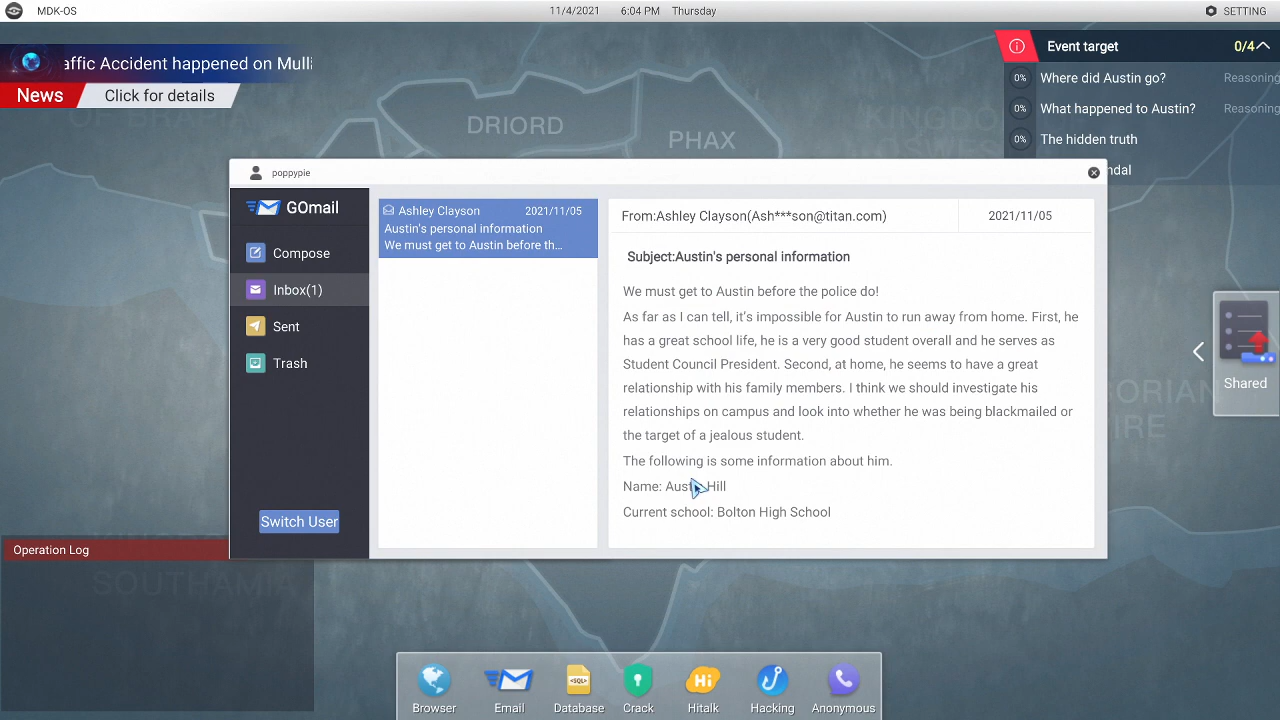 MDK-OS
11/4/2021 6:04 PM Thursday
SETTING
affic Accident happened on Mulli
News
Click for details
Event target
0/4
0%
Where did Austin go?
Reasoning
0%
What happened to Austin?
Reasoning
0%
The hidden truth
ndal
OF BRAPIA
DRIORD
PHAX
poppypie
GOmail
Compose
Inbox(1)
Sent
Trash
Switch User
Ashley Clayson 2021/11/05
Austin's personal information
We must get to Austin before th...
From:Ashley Clayson(Ash***son@titan.com)
2021/11/05
Subject:Austin's personal information
We must get to Austin before the police do!
As far as I can tell, it's impossible for Austin to run away from home. First, he
has a great school life, he is a very good student overall and he serves as
Student Council President. Second, at home, he seems to have a great
relationship with his family members. I think we should investigate his
relationships on campus and look into whether he was being blackmailed or
the target of a jealous student.
The following is some information about him.
Name: Austin Hill
Current school: Bolton High School
Shared
Operation Log
SOUTHAMIA
Browser
Email
<SQL>
Database
Crack
Hi
Hitalk
Hacking
Anonymous